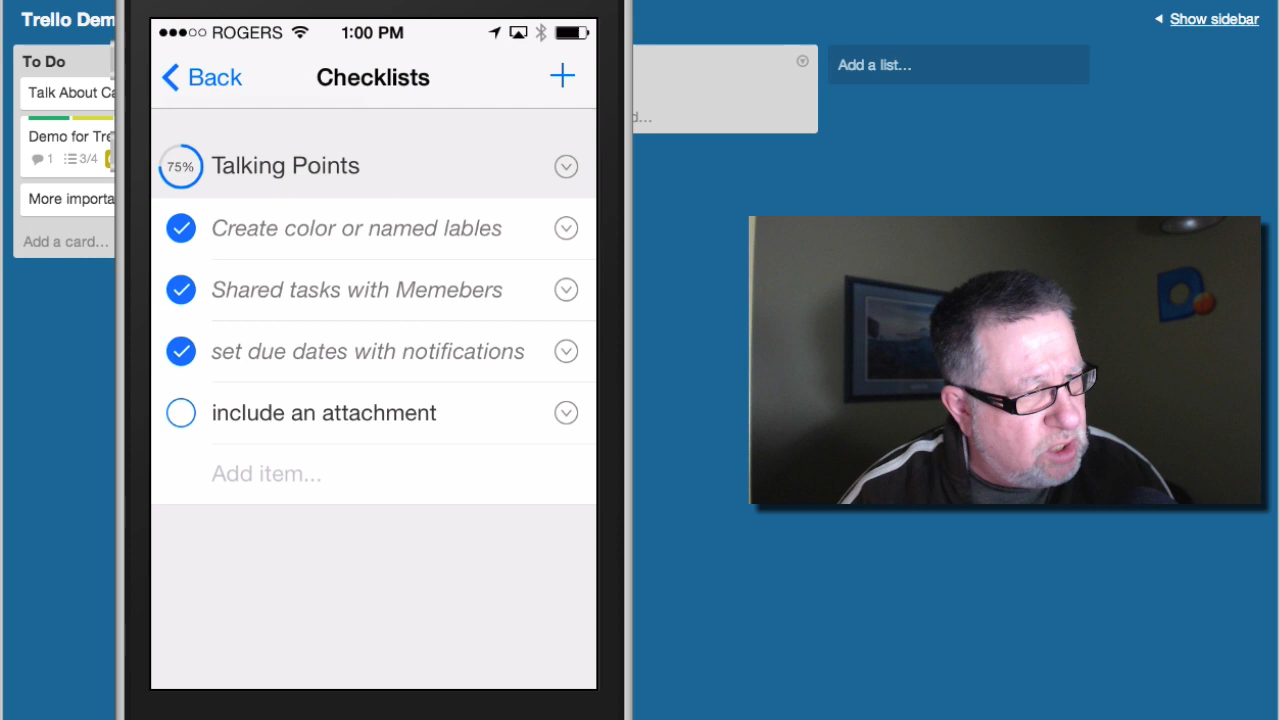 Trello Dem
Show sidebar
To Do
Talk About Ca
Demo for Tre
1
3/4
More importa
Add a card...
d...
Add a list...
ROGERS
1:00 PM
Back
Checklists
75%
Talking Points
Create color or named lables
Shared tasks with Memebers
set due dates with notifications
include an attachment
Add item...